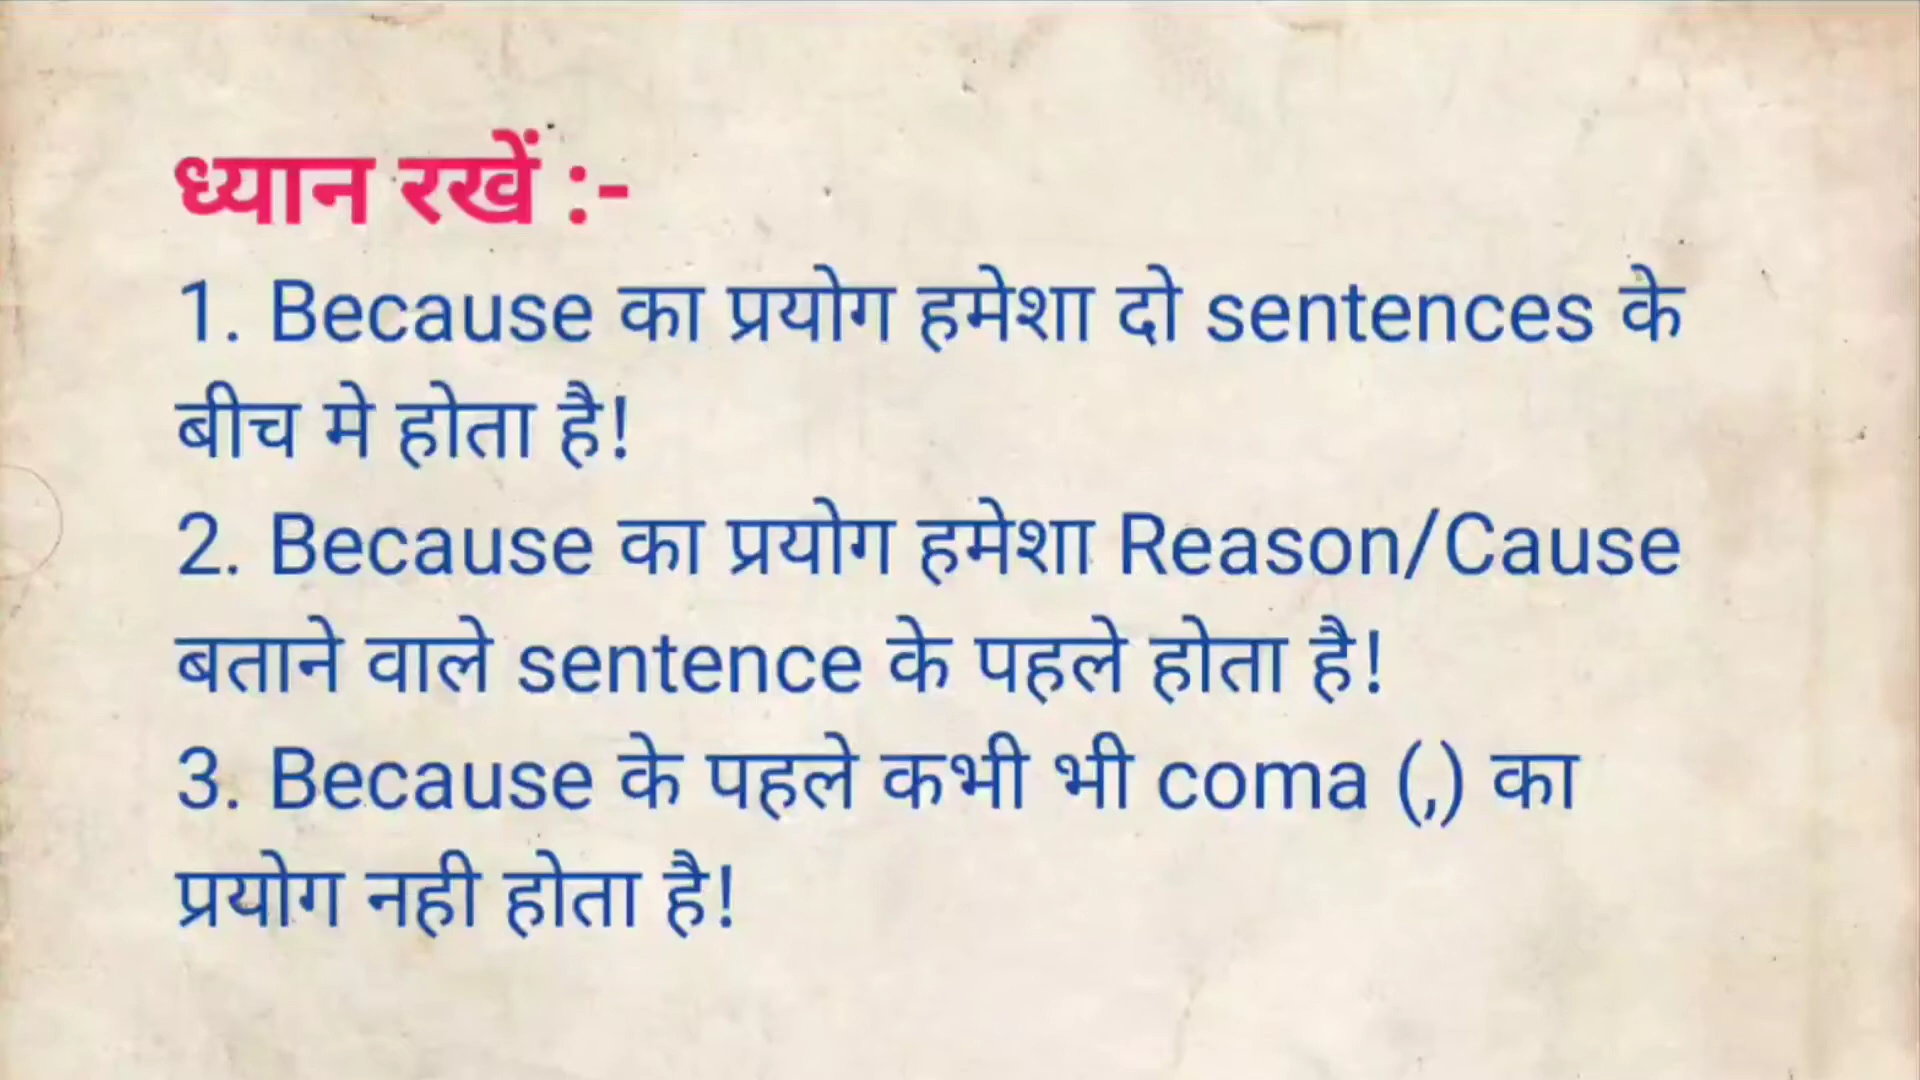 ध्यान रखें :-
1. Because का प्रयोग हमेशा दो sentences के
बीच मे होता है!
2. Because का प्रयोग हमेशा Reason/Cause
बताने वाले sentence के पहले होता है!
3. Because के पहले कभी भी coma (,) का
प्रयोग नही होता है!